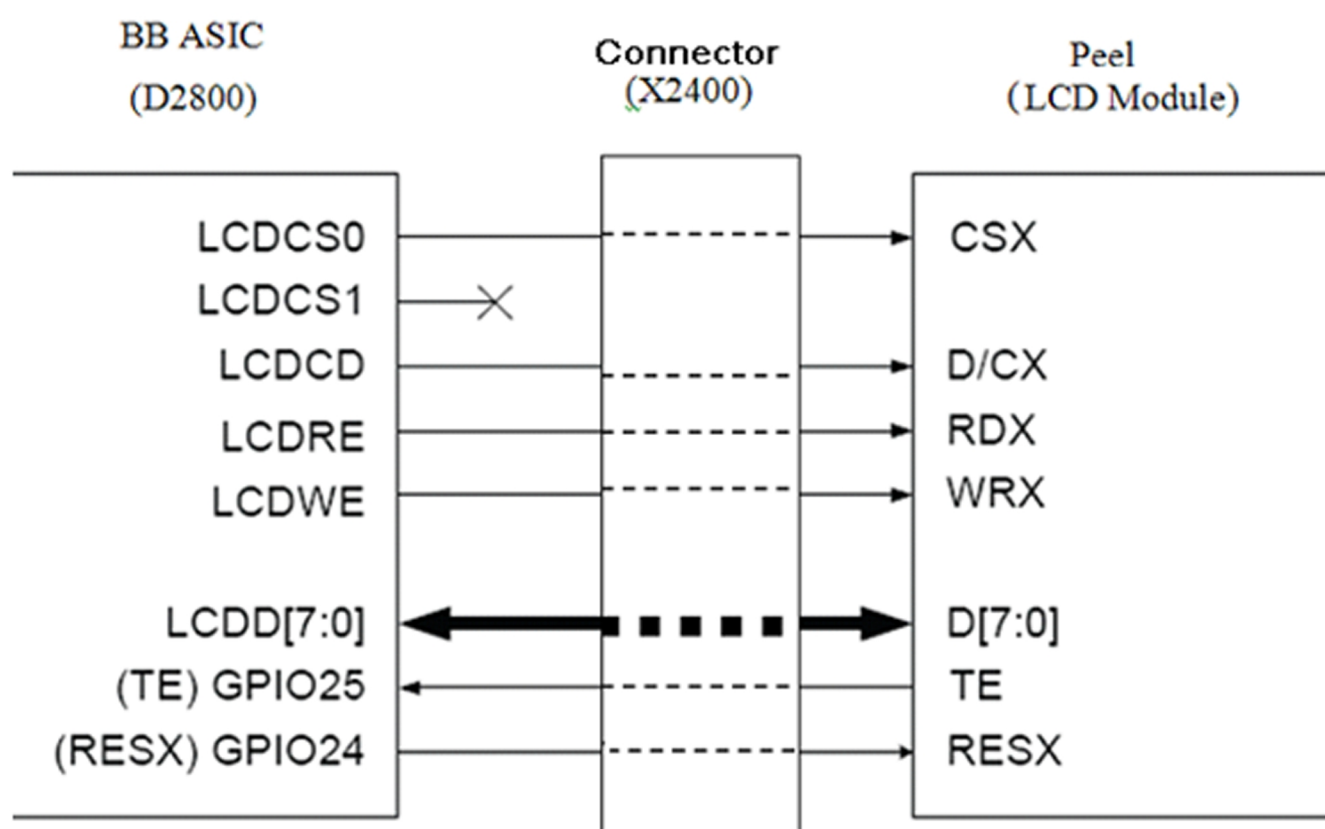 BB ASIC
(D2800)
Connector
(X2400)
Peel
(LCD Module)
LCDCS0
CSX
LCDCS1
LCDCD
D/CX
LCDRE
RDX
LCDWE
WRX
LCDD[7:0]
D[7:0]
(TE) GPIO25
TE
(RESX) GPIO24
RESX